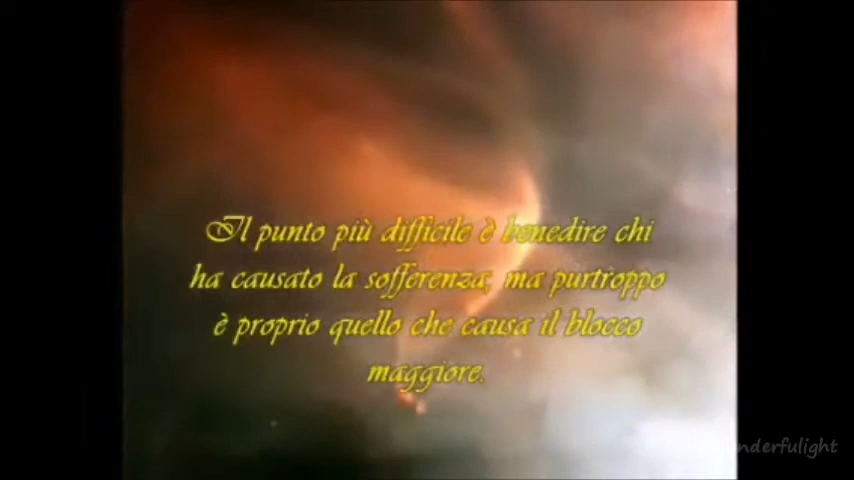 Il punto più difficile è benedire chi
ha causato la sofferenza, ma purtroppo
è proprio quello che causa il blocco
maggiore.